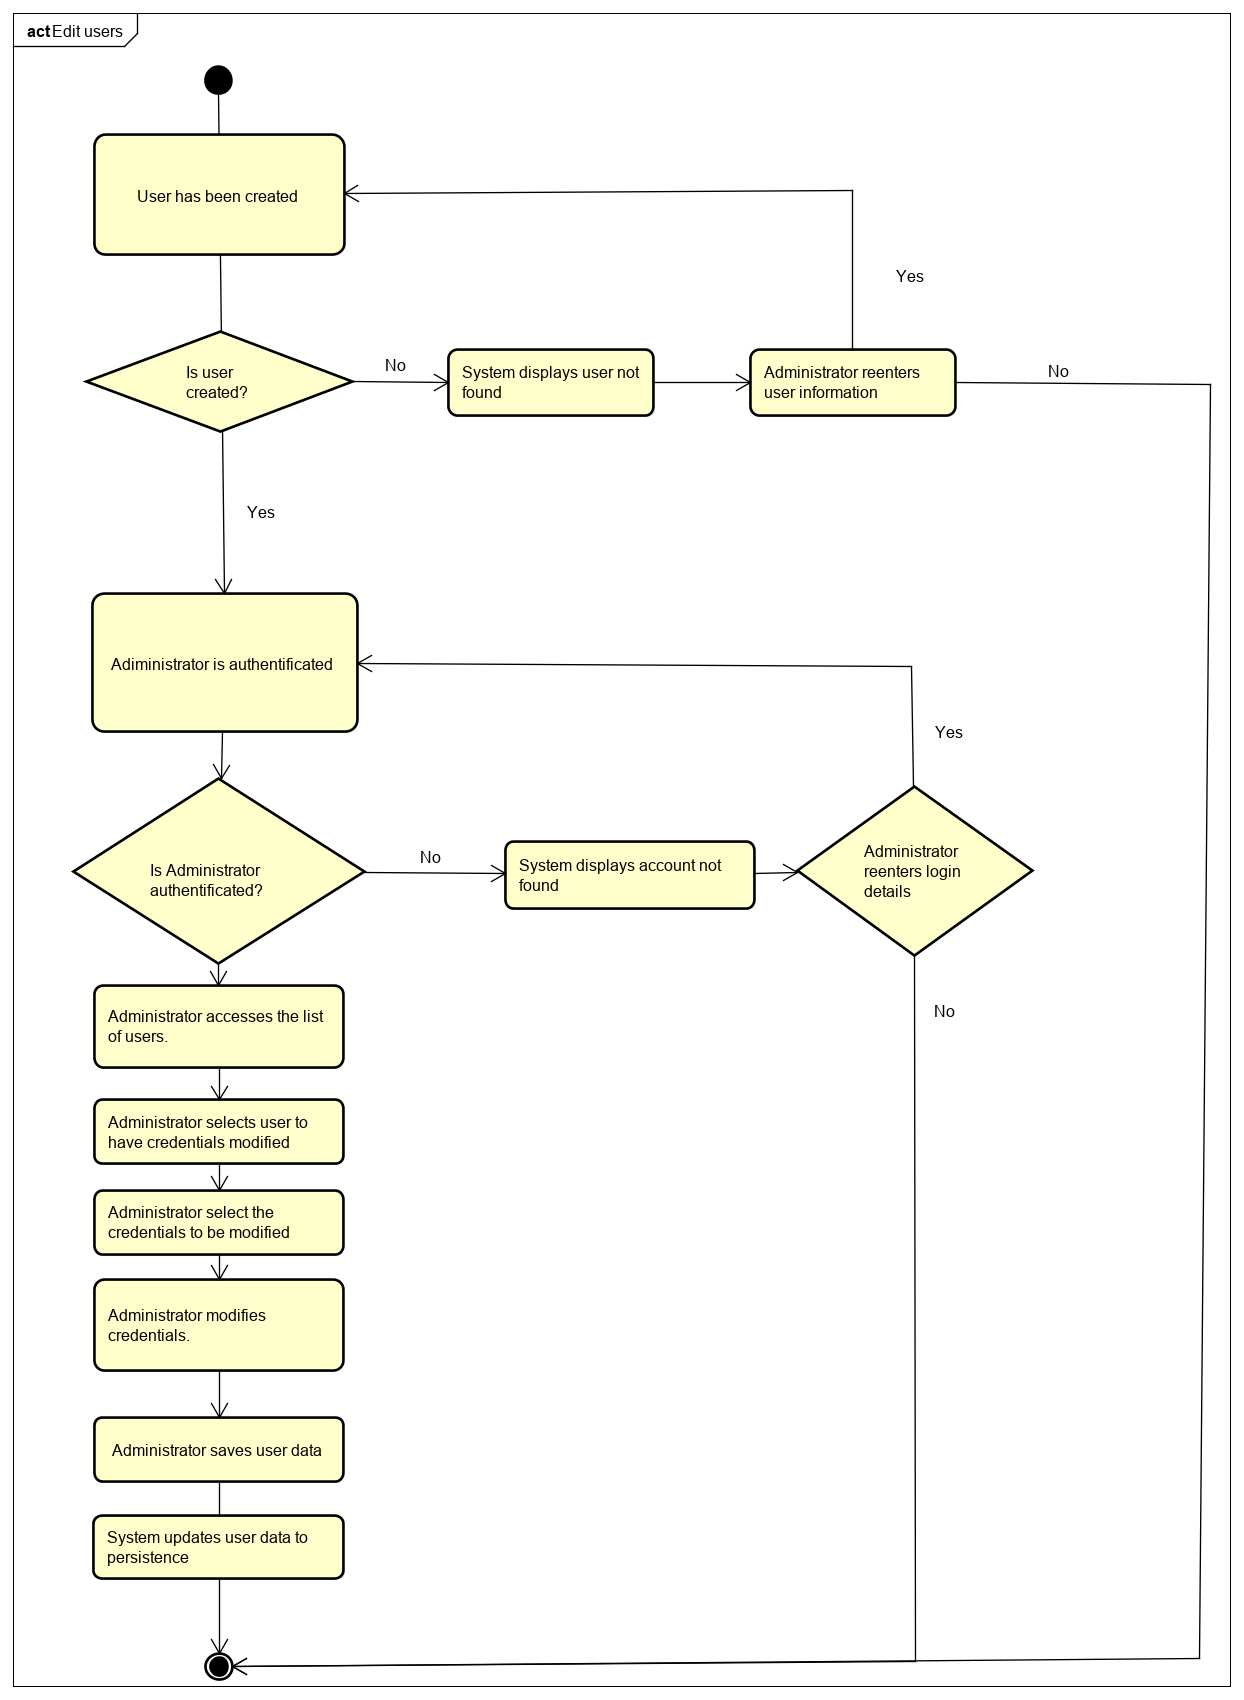 act Edit users
User has been created
Yes
Is user
created?
No
System displays user not
found
Administrator reenters
user information
No
Yes
Adiministrator is authentificated
Yes
Is Administrator
authentificated?
No
System displays account not
found
Administrator
reenters login
details
No
Administrator accesses the list
of users.
Administrator selects user to
have credentials modified
Administrator select the
credentials to be modified
Administrator modifies
credentials.
Administrator saves user data
System updates user data to
persistence